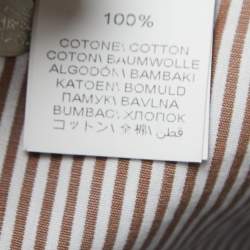 100%
COTONE\ COTTON
COTON\ BAUMWOLLE
ALGODÓN\ BAMBAKI
KATOEN\ BOMULD
ПАМУК\ BAVLNA
BUMBAC\ ХЛОПОК
コットン\ 全棉\ قطن